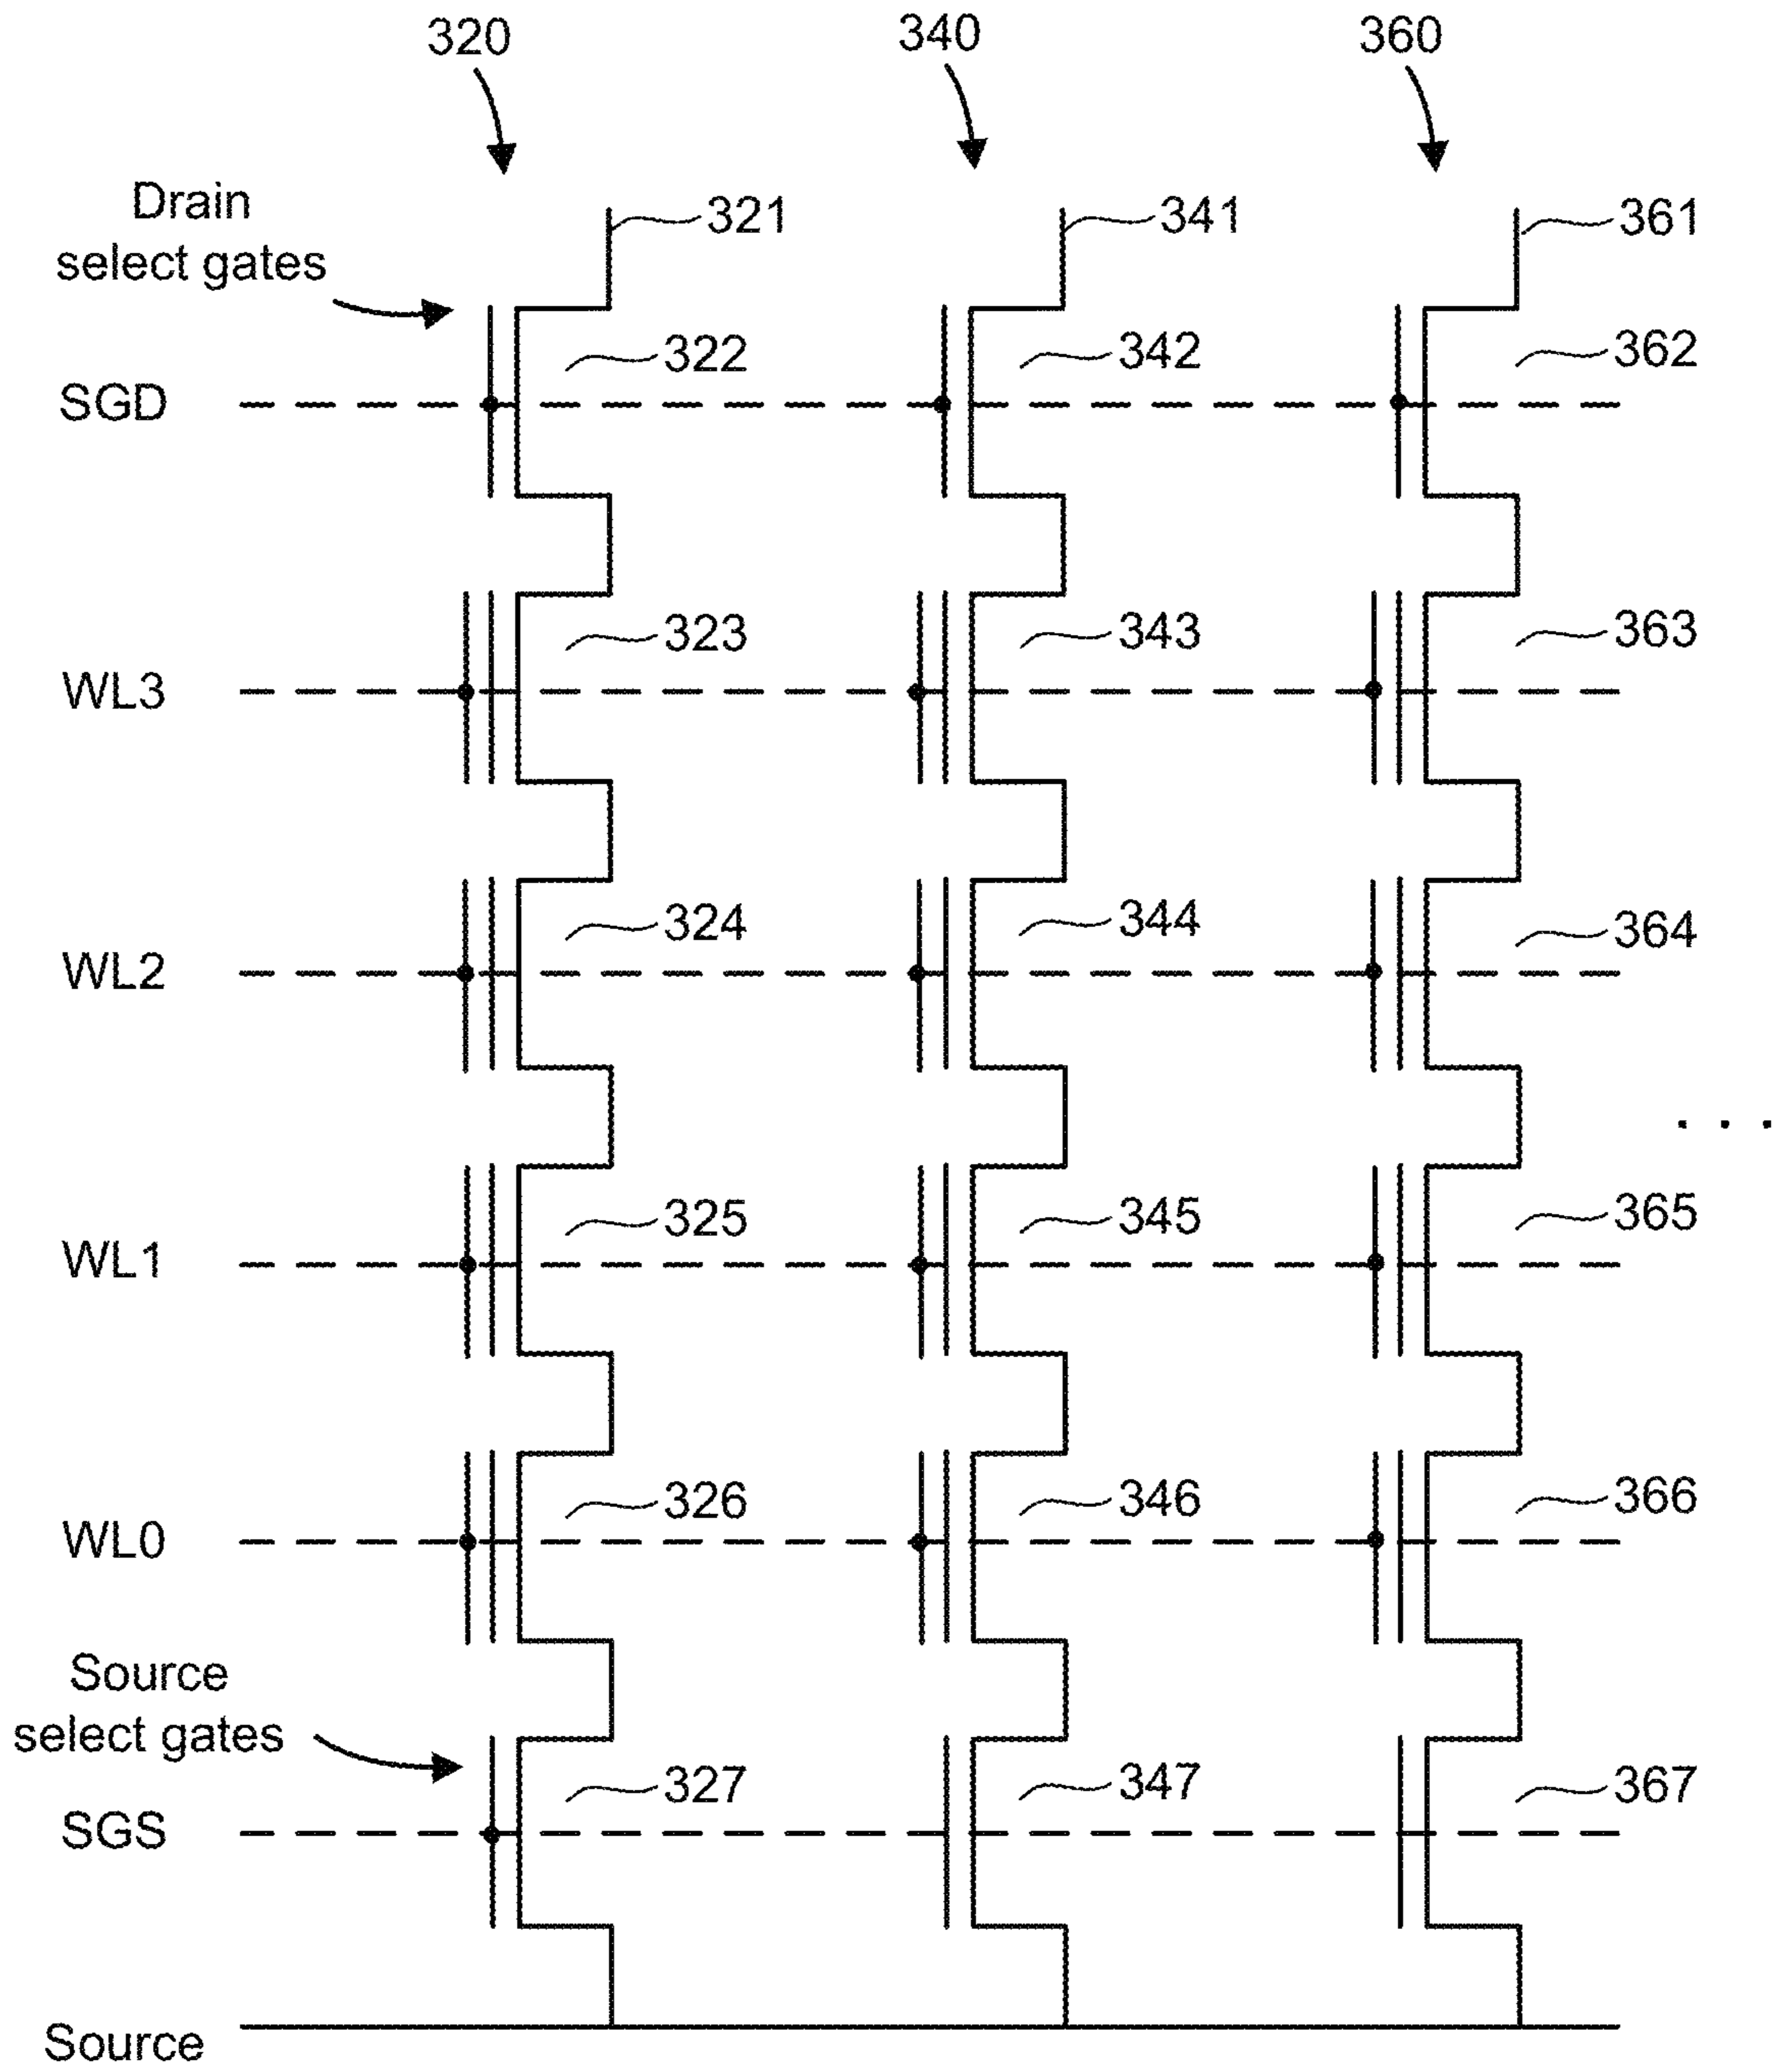 320 340 360
Drain
select gates
321 341 361
322 342 362
SGD
323 343 363
WL3
324 344 364
WL2
325 345 365
WL1
326 346 366
WL0
Source
select gates
327 347 367
SGS
. . .
Source